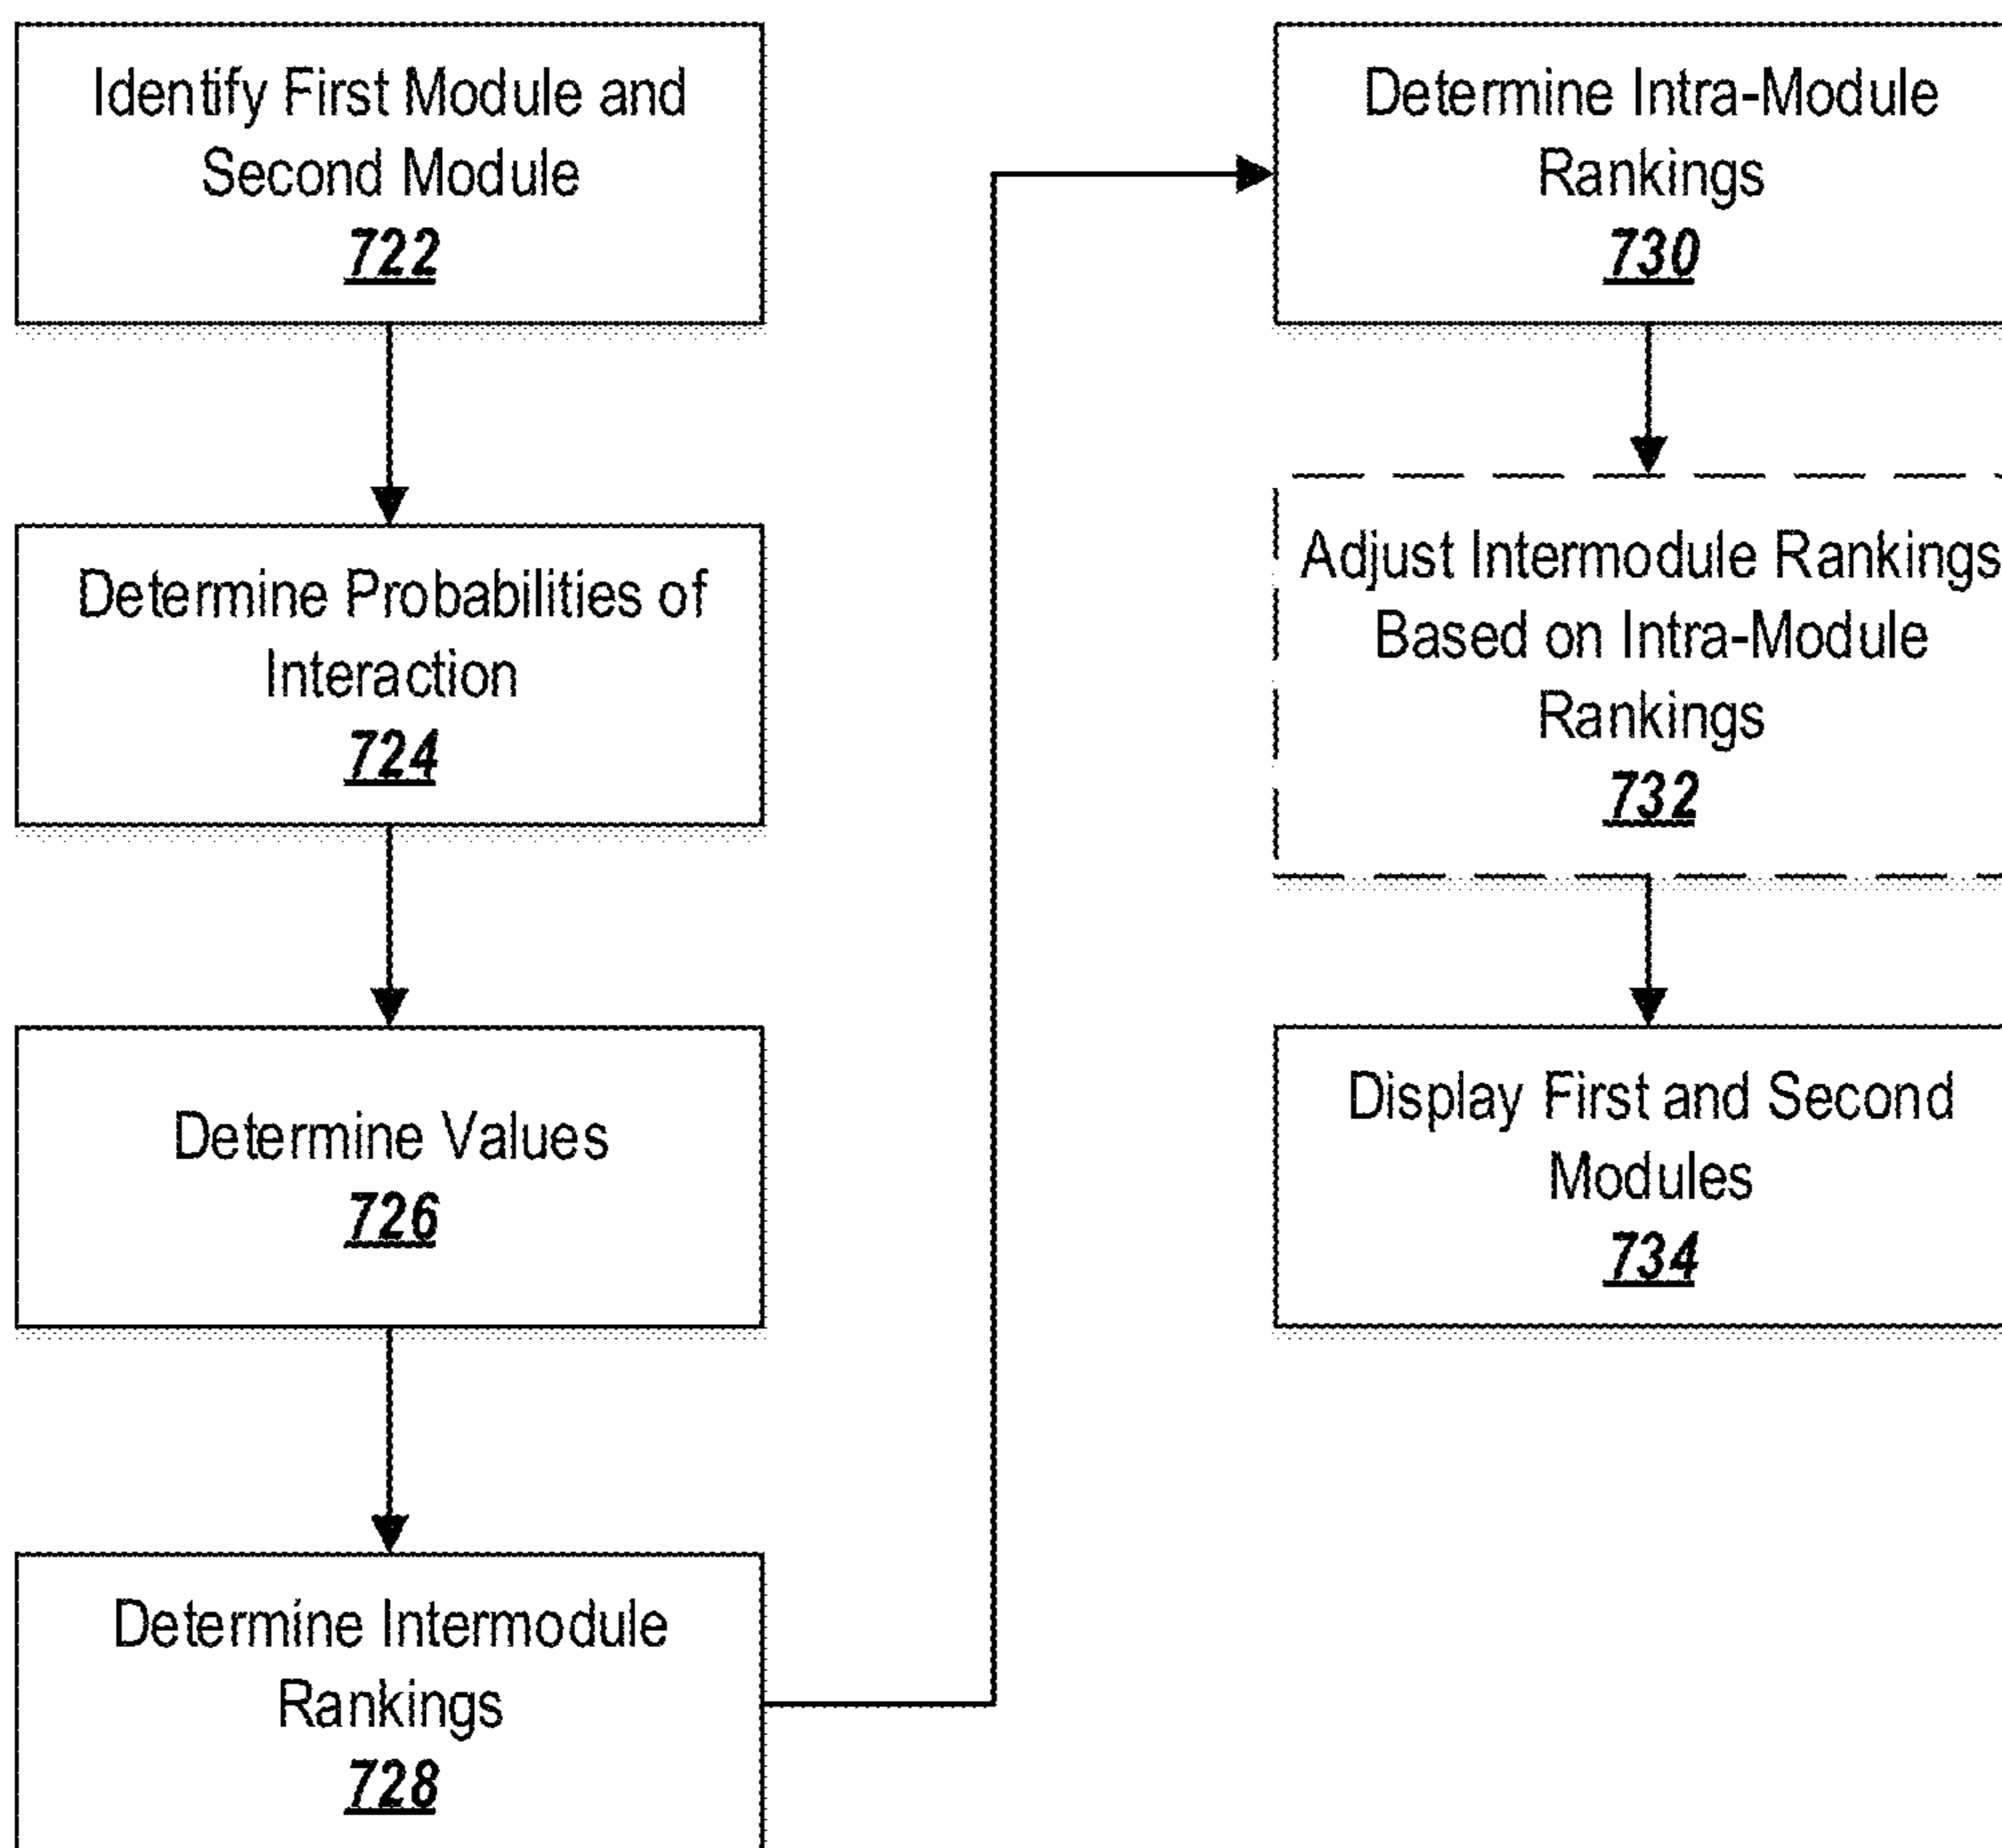 Identify First Module and
Second Module
722
Determine Probabilities of
Interaction
724
Determine Values
726
Determine Intermodule
Rankings
728
Determine Intra-Module
Rankings
730
Adjust Intermodule Rankings
Based on Intra-Module
Rankings
732
Display First and Second
Modules
734